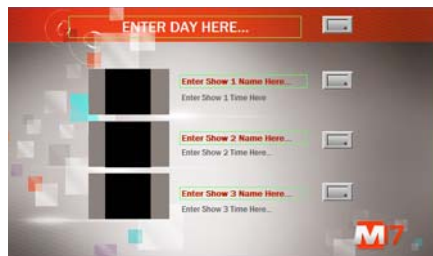 ENTER DAY HERE...
Enter Show 1 Name Here...
Enter Show 1 Time Here
Enter Show 2 Name Here...
Enter Show 2 Time Here...
Enter Show 3 Name Here...
Enter Show 3 Time Here...
M7